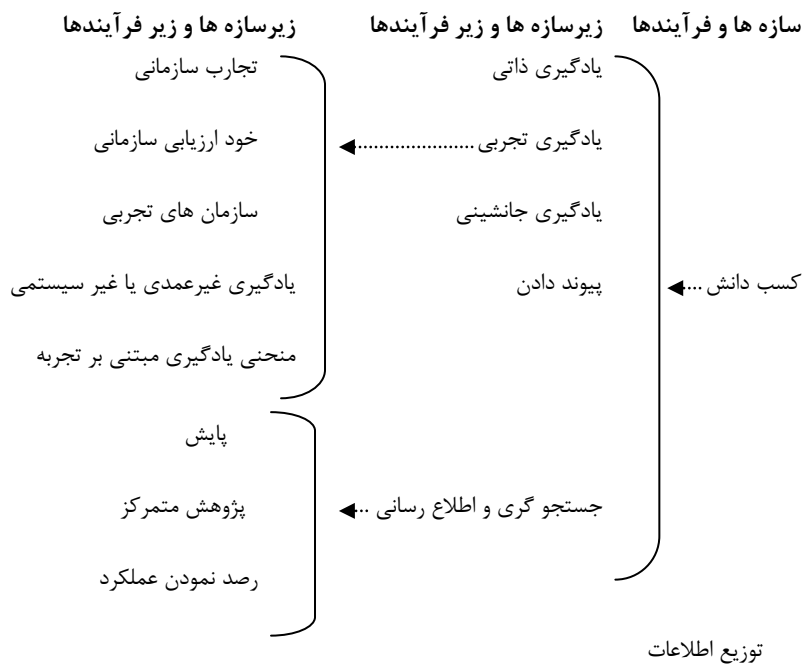 سازه ها و فرآیندها زیرسازه ها و زیر فرآیندها زیرسازه ها و زیر فرآیندها
یادگیری ذاتی تجارب سازمانی
یادگیری تجربی ........................ خود ارزیابی سازمانی
یادگیری جانشینی سازمان های تجربی
کسب دانش .... پیوند دادن یادگیری غیرعمدی یا غیر سیستمی
منحنی یادگیری مبتنی بر تجربه
پایش
جستجو گری و اطلاع رسانی ... پژوهش متمرکز
رصد نمودن عملکرد
توزیع اطلاعات